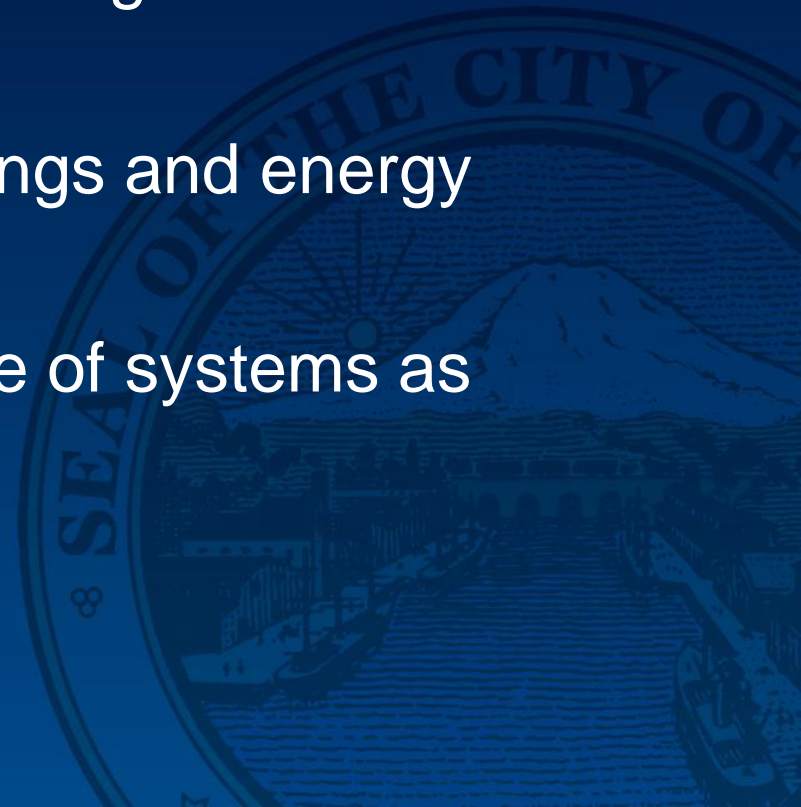 g
ngs and energy
e of systems as
SEAL OF THE CITY OF